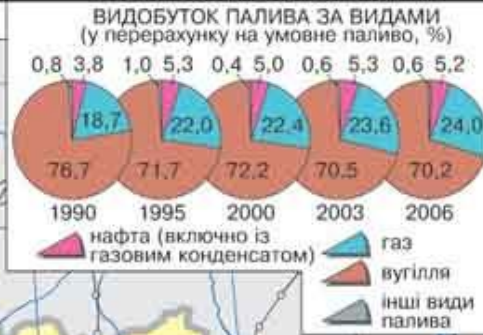 ВИДОБУТОК ПАЛИВА ЗА ВИДАМИ
(у перерахунку на умовне паливо, %)
0,8 3,8 1,0 5,3 0,4 5,0 0,6 5,3 0,6 5,2
18,7 22,0 22,4 23,6 24,0
76,7 71,7 72,2 70,5 70,2
1990 1995 2000 2003 2006
нафта (включно із
газовим конденсатом)
газ
вугілля
інші види
палива